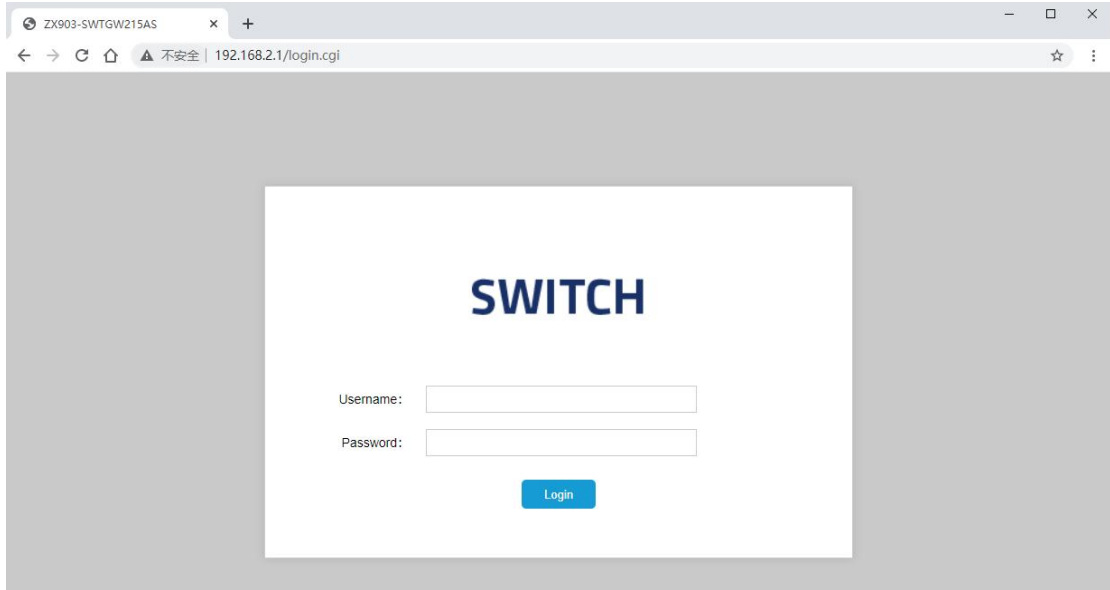 ZX903-SWTGW215AS
不安全 | 192.168.2.1/login.cgi
SWITCH
Username:
Password:
Login